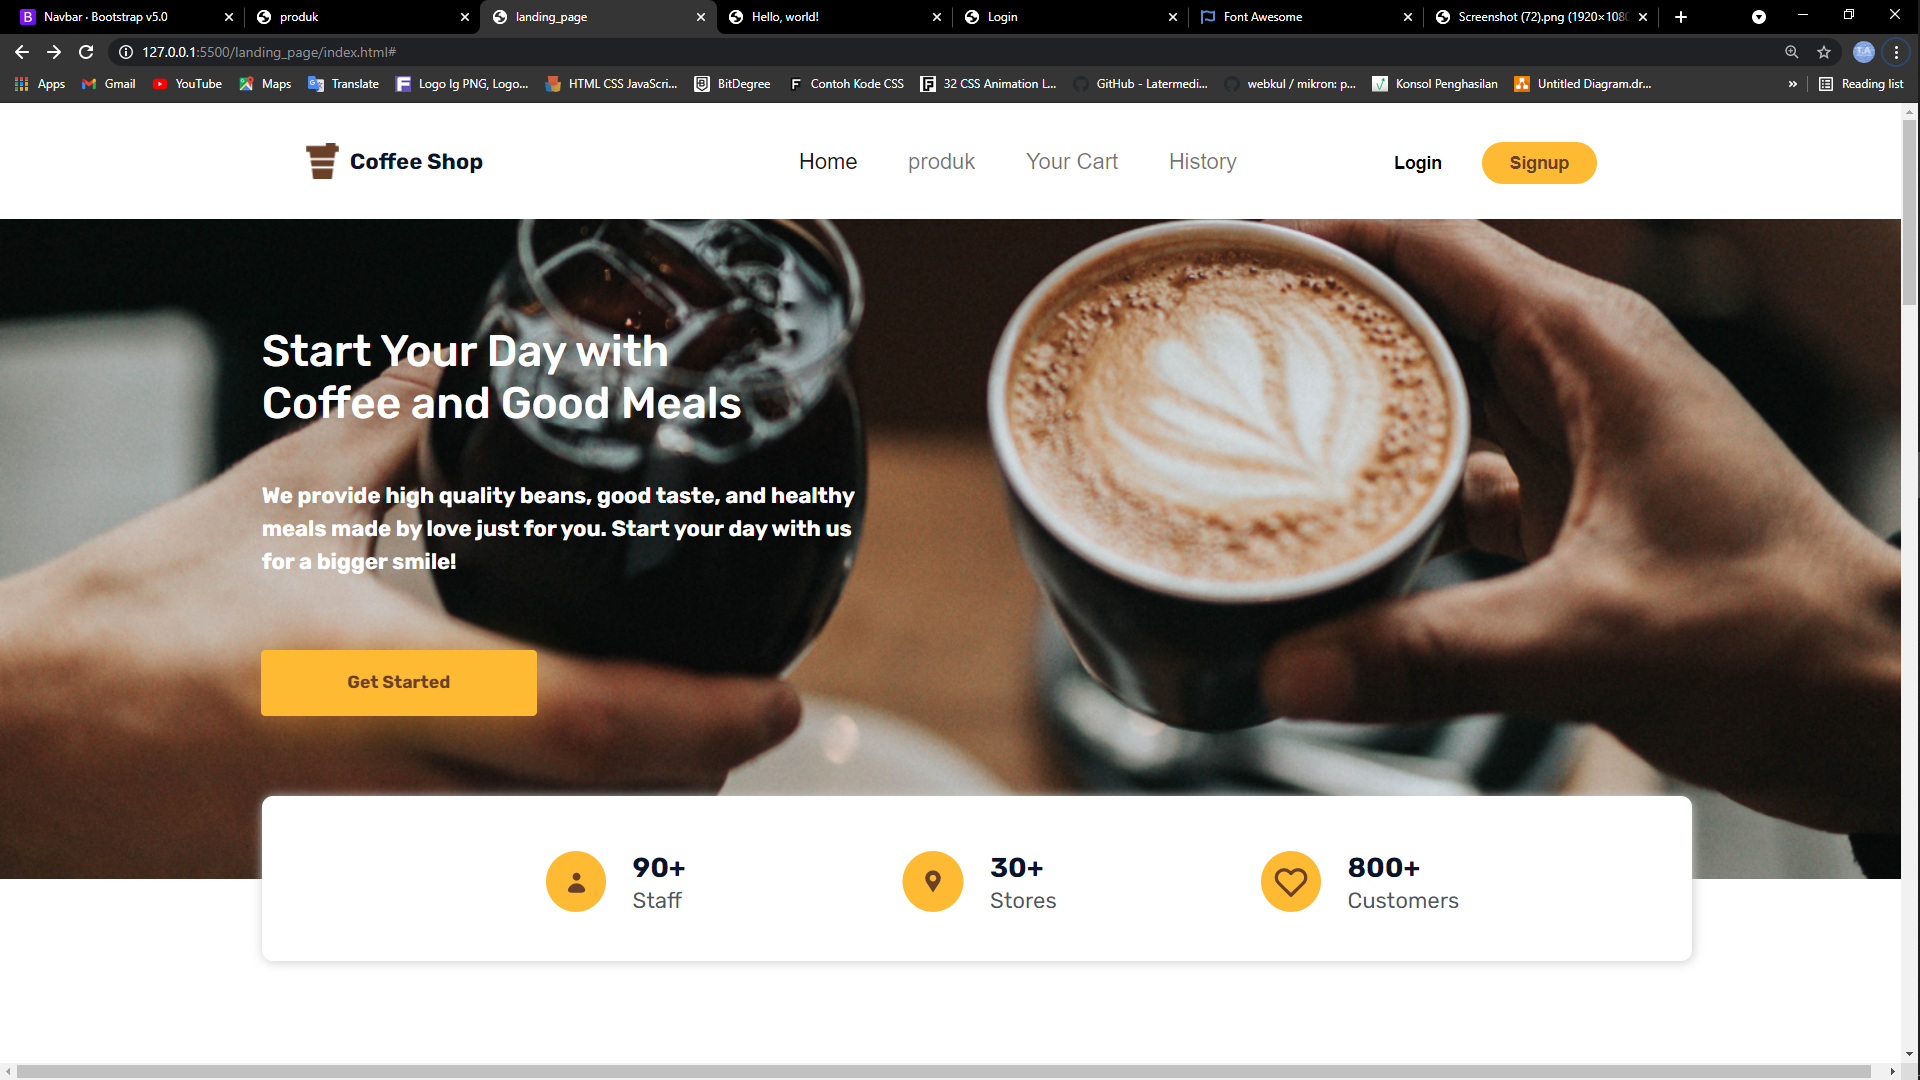 Navbar · Bootstrap v5.0
produk
landing_page
Hello, world!
Login
Font Awesome
Screenshot (72).png (1920×1080
127.0.0.1:5500/landing_page/index.html#
Apps
Gmail
YouTube
Maps
Translate
Logo Ig PNG, Logo...
HTML CSS JavaScri...
BitDegree
Contoh Kode CSS
32 CSS Animation L...
GitHub - Latermedi...
webkul / mikron: p...
Konsol Penghasilan
Untitled Diagram.dr...
»
Reading list
Coffee Shop
Home
produk
Your Cart
History
Login
Signup
Start Your Day with
Coffee and Good Meals
We provide high quality beans, good taste, and healthy
meals made by love just for you. Start your day with us
for a bigger smile!
Get Started
90+
Staff
30+
Stores
800+
Customers